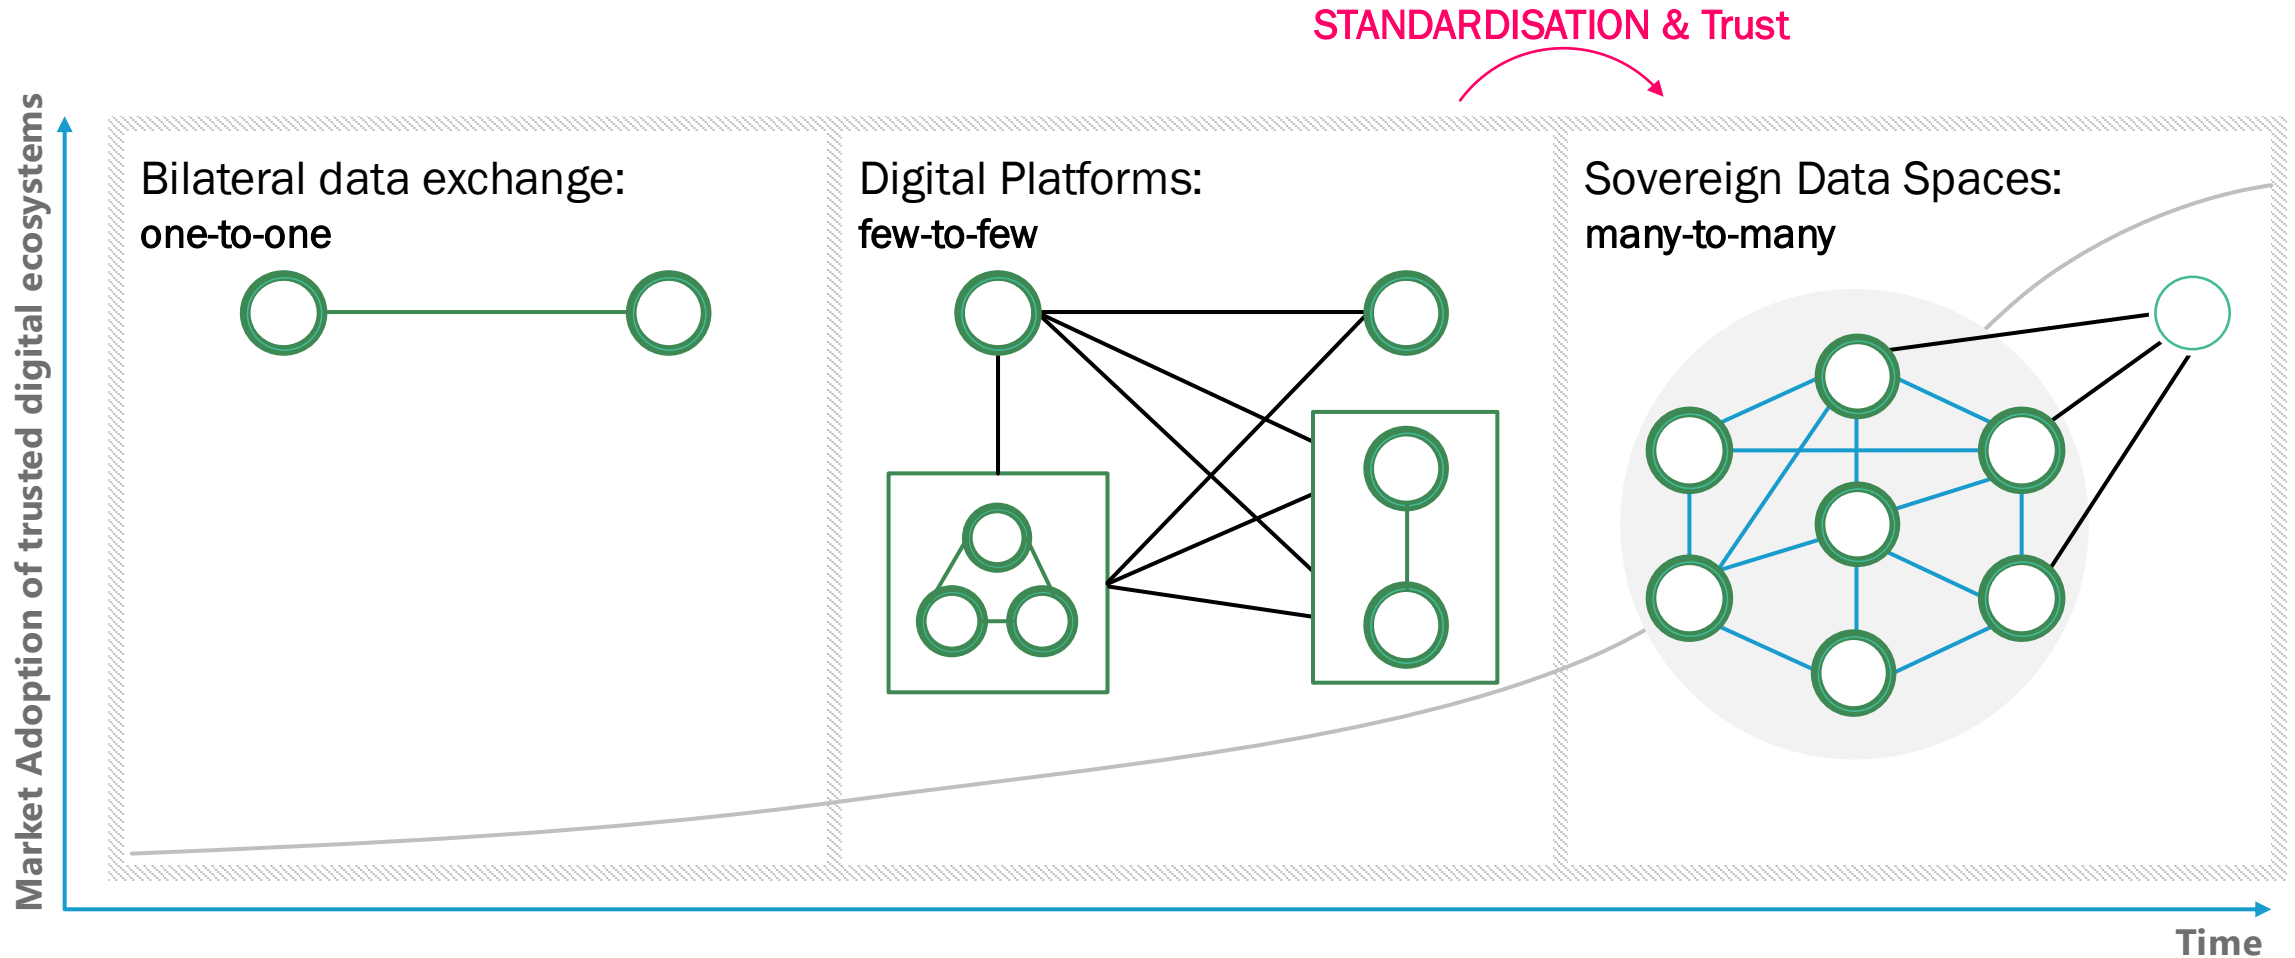 STANDARDISATION & Trust
Market Adoption of trusted digital ecosystems
Bilateral data exchange:
one-to-one
Digital Platforms:
few-to-few
Sovereign Data Spaces:
many-to-many
Time